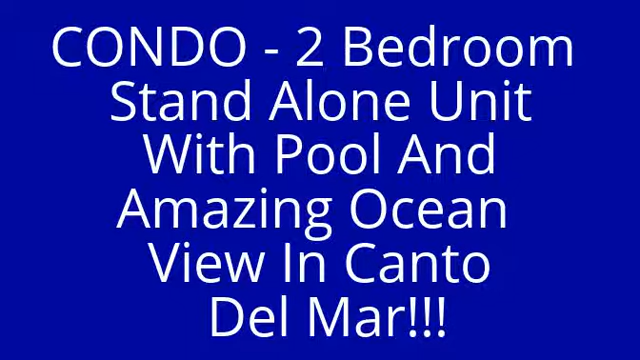 CONDO - 2 Bedroom
Stand Alone Unit
With Pool And
Amazing Ocean
View In Canto
Del Mar!!!